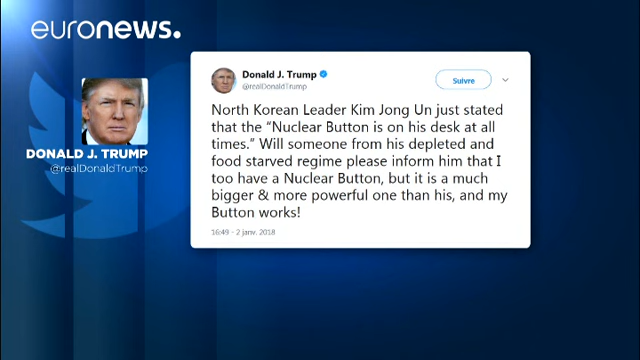 euronews.
Donald J. Trump
@realDonaldTrump
Suivre
North Korean Leader Kim Jong Un just stated
that the “Nuclear Button is on his desk at all
times.” Will someone from his depleted and
food starved regime please inform him that I
too have a Nuclear Button, but it is a much
bigger & more powerful one than his, and my
Button works!
16:49 - 2 janv. 2018
DONALD J. TRUMP
@realDonaldTrump